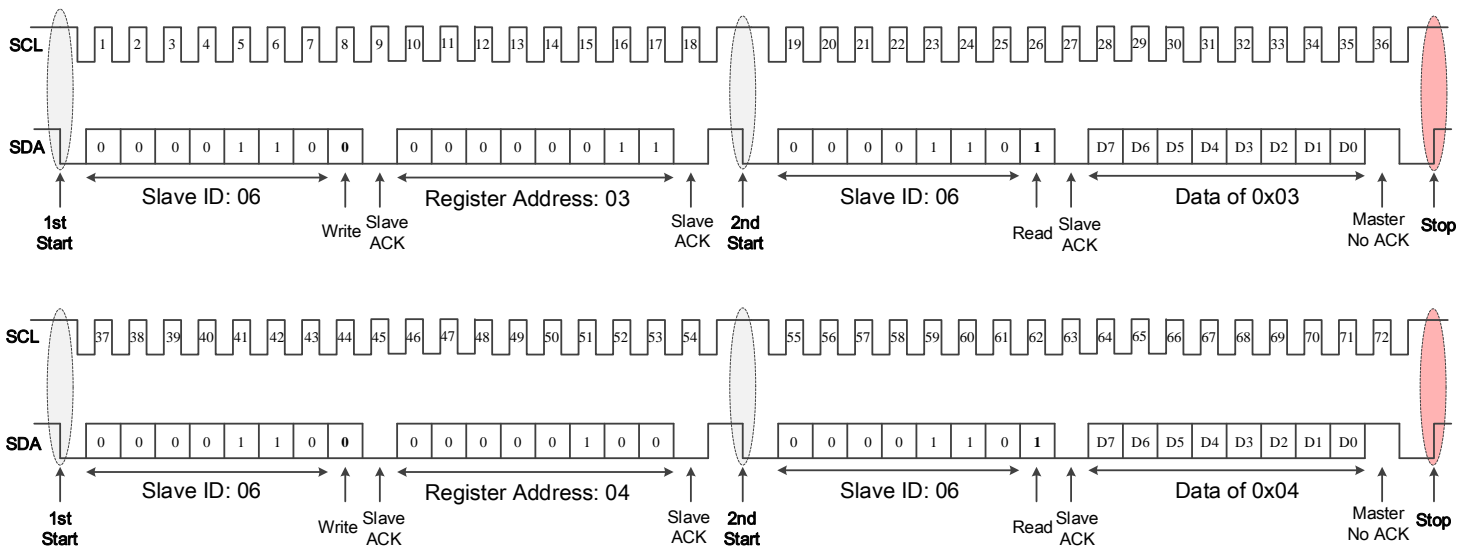 SCL 1 2 3 4 5 6 7 8 9 10 11 12 13 14 15 16 17 18 19 20 21 22 23 24 25 26 27 28 29 30 31 32 33 34 35 36
SDA 0 0 0 0 1 1 0 0 0 0 0 0 0 0 1 1 0 0 0 0 1 1 0 1 D7 D6 D5 D4 D3 D2 D1 D0
Slave ID: 06 Register Address: 03 Slave ID: 06 Data of 0x03
1st Start Write Slave ACK Slave ACK 2nd Start Read Slave ACK Master No ACK Stop
SCL 37 38 39 40 41 42 43 44 45 46 47 48 49 50 51 52 53 54 55 56 57 58 59 60 61 62 63 64 65 66 67 68 69 70 71 72
SDA 0 0 0 0 1 1 0 0 0 0 0 0 0 1 0 0 0 0 0 0 1 1 0 1 D7 D6 D5 D4 D3 D2 D1 D0
Slave ID: 06 Register Address: 04 Slave ID: 06 Data of 0x04
1st Start Write Slave ACK Slave ACK 2nd Start Read Slave ACK Master No ACK Stop